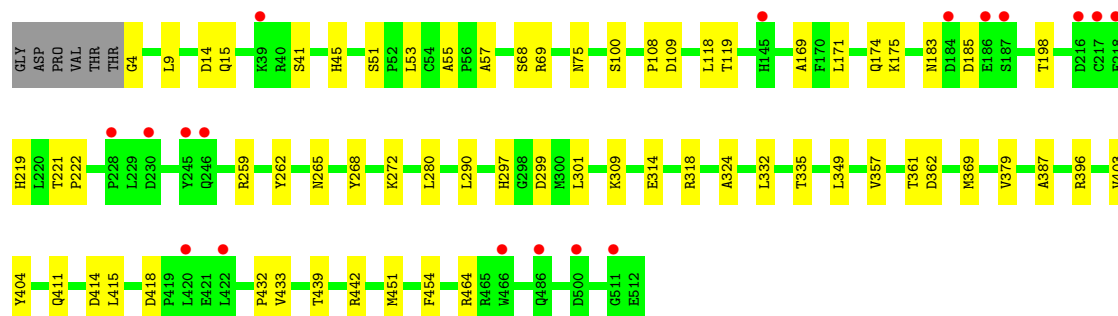 GLY ASP PRO VAL THR THR G4 L9 D14 Q15 K39 R40 S41 H45 S51 P52 L53 C54 A55 P56 A57 S68 R69 N75 S100 P108 D109 L118 T119 H145 A169 F170 L171 Q174 K175 N183 D184 D185 E186 S187 T198 D216 C217
H219 L220 T221 P222 P228 L229 D230 Y245 Q246 R259 Y262 N265 Y268 K272 L280 L290 H297 G298 D299 M300 L301 K309 E314 R318 A324 L332 T335 L349 V357 T361 D362 M369 V379 A387 R396
Y404 Q411 D414 L415 D418 P419 L420 E421 L422 P432 V433 T439 R442 M451 F454 R464 R465 W466 Q486 D500 G511 E512